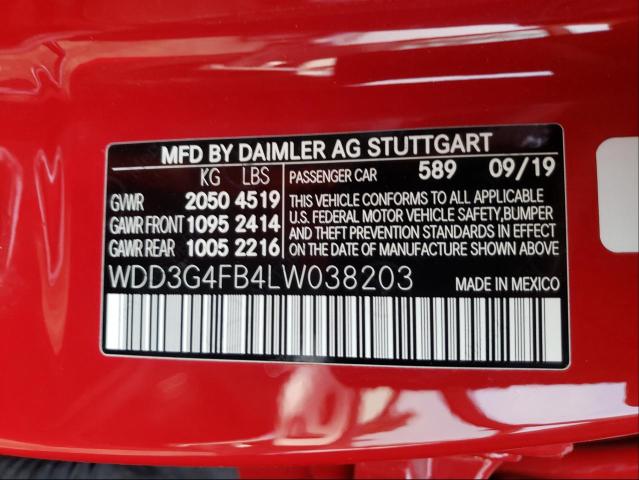 MFD BY DAIMLER AG STUTTGART
KG LBS
GVWR 2050 4519
GAWR FRONT 1095 2414
GAWR REAR 1005 2216
PASSENGER CAR 589 09/19
THIS VEHICLE CONFORMS TO ALL APPLICABLE
U.S. FEDERAL MOTOR VEHICLE SAFETY,BUMPER
AND THEFT PREVENTION STANDARDS IN EFFECT
ON THE DATE OF MANUFACTURE SHOWN ABOVE
WDD3G4FB4LW038203
MADE IN MEXICO